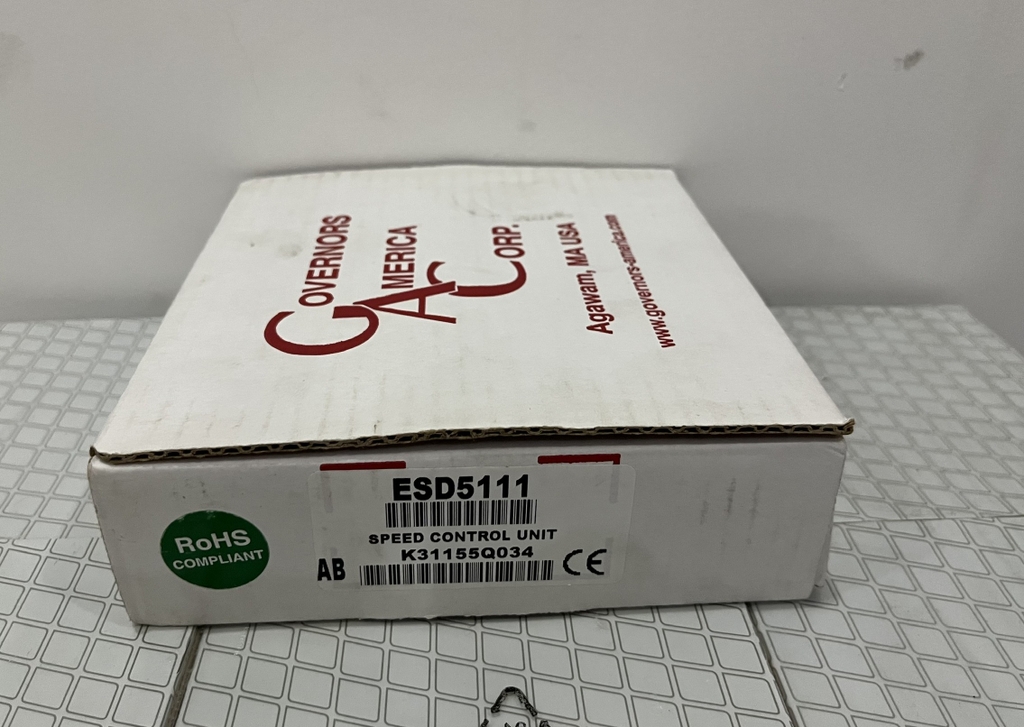 GOVERNORS
AMERICA
CORP.
Agawam, MA USA
www.governors-america.com
ESD5111
SPEED CONTROL UNIT
K31155Q034
AB
CE
RoHS
COMPLIANT